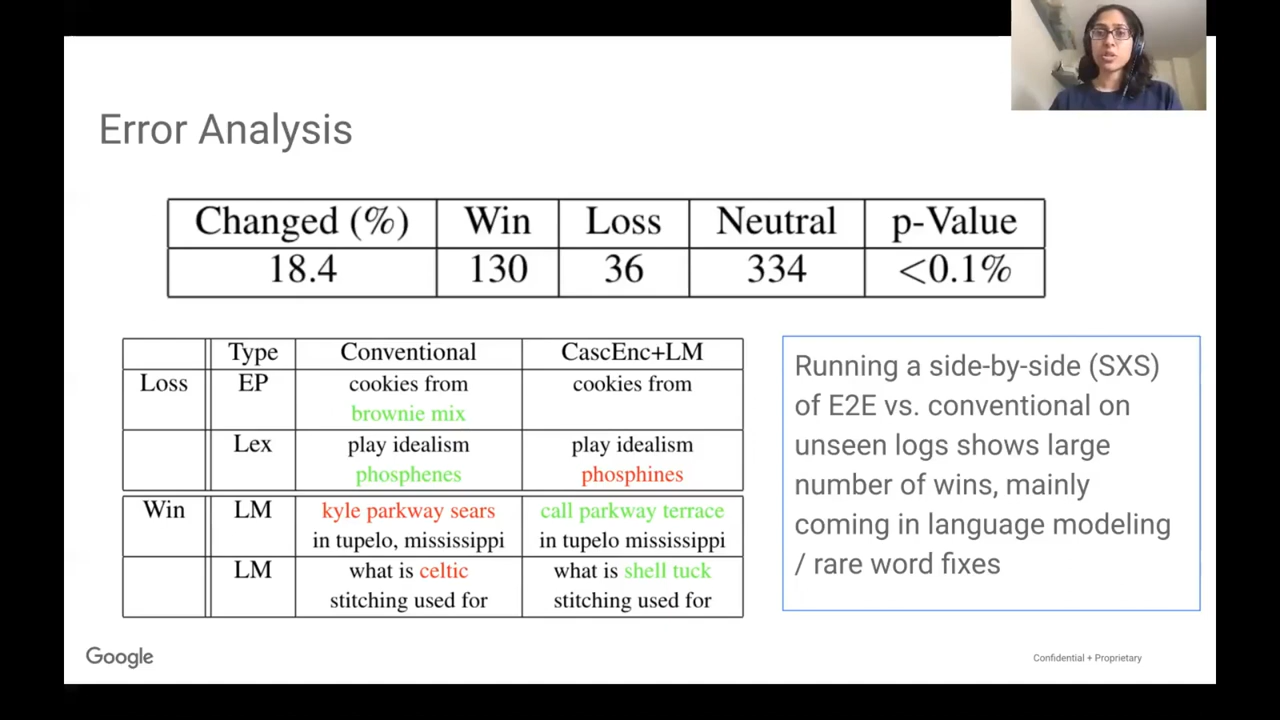 Error Analysis
Changed (%) Win Loss Neutral p-Value
18.4 130 36 334 <0.1%
Type Conventional CascEnc+LM
Loss EP cookies from cookies from
brownie mix
Lex play idealism play idealism
phosphenes phosphines
Win LM kyle parkway sears call parkway terrace
in tupelo, mississippi in tupelo mississippi
LM what is celtic what is shell tuck
stitching used for stitching used for
Running a side-by-side (SXS)
of E2E vs. conventional on
unseen logs shows large
number of wins, mainly
coming in language modeling
/ rare word fixes
Google
Confidential + Proprietary